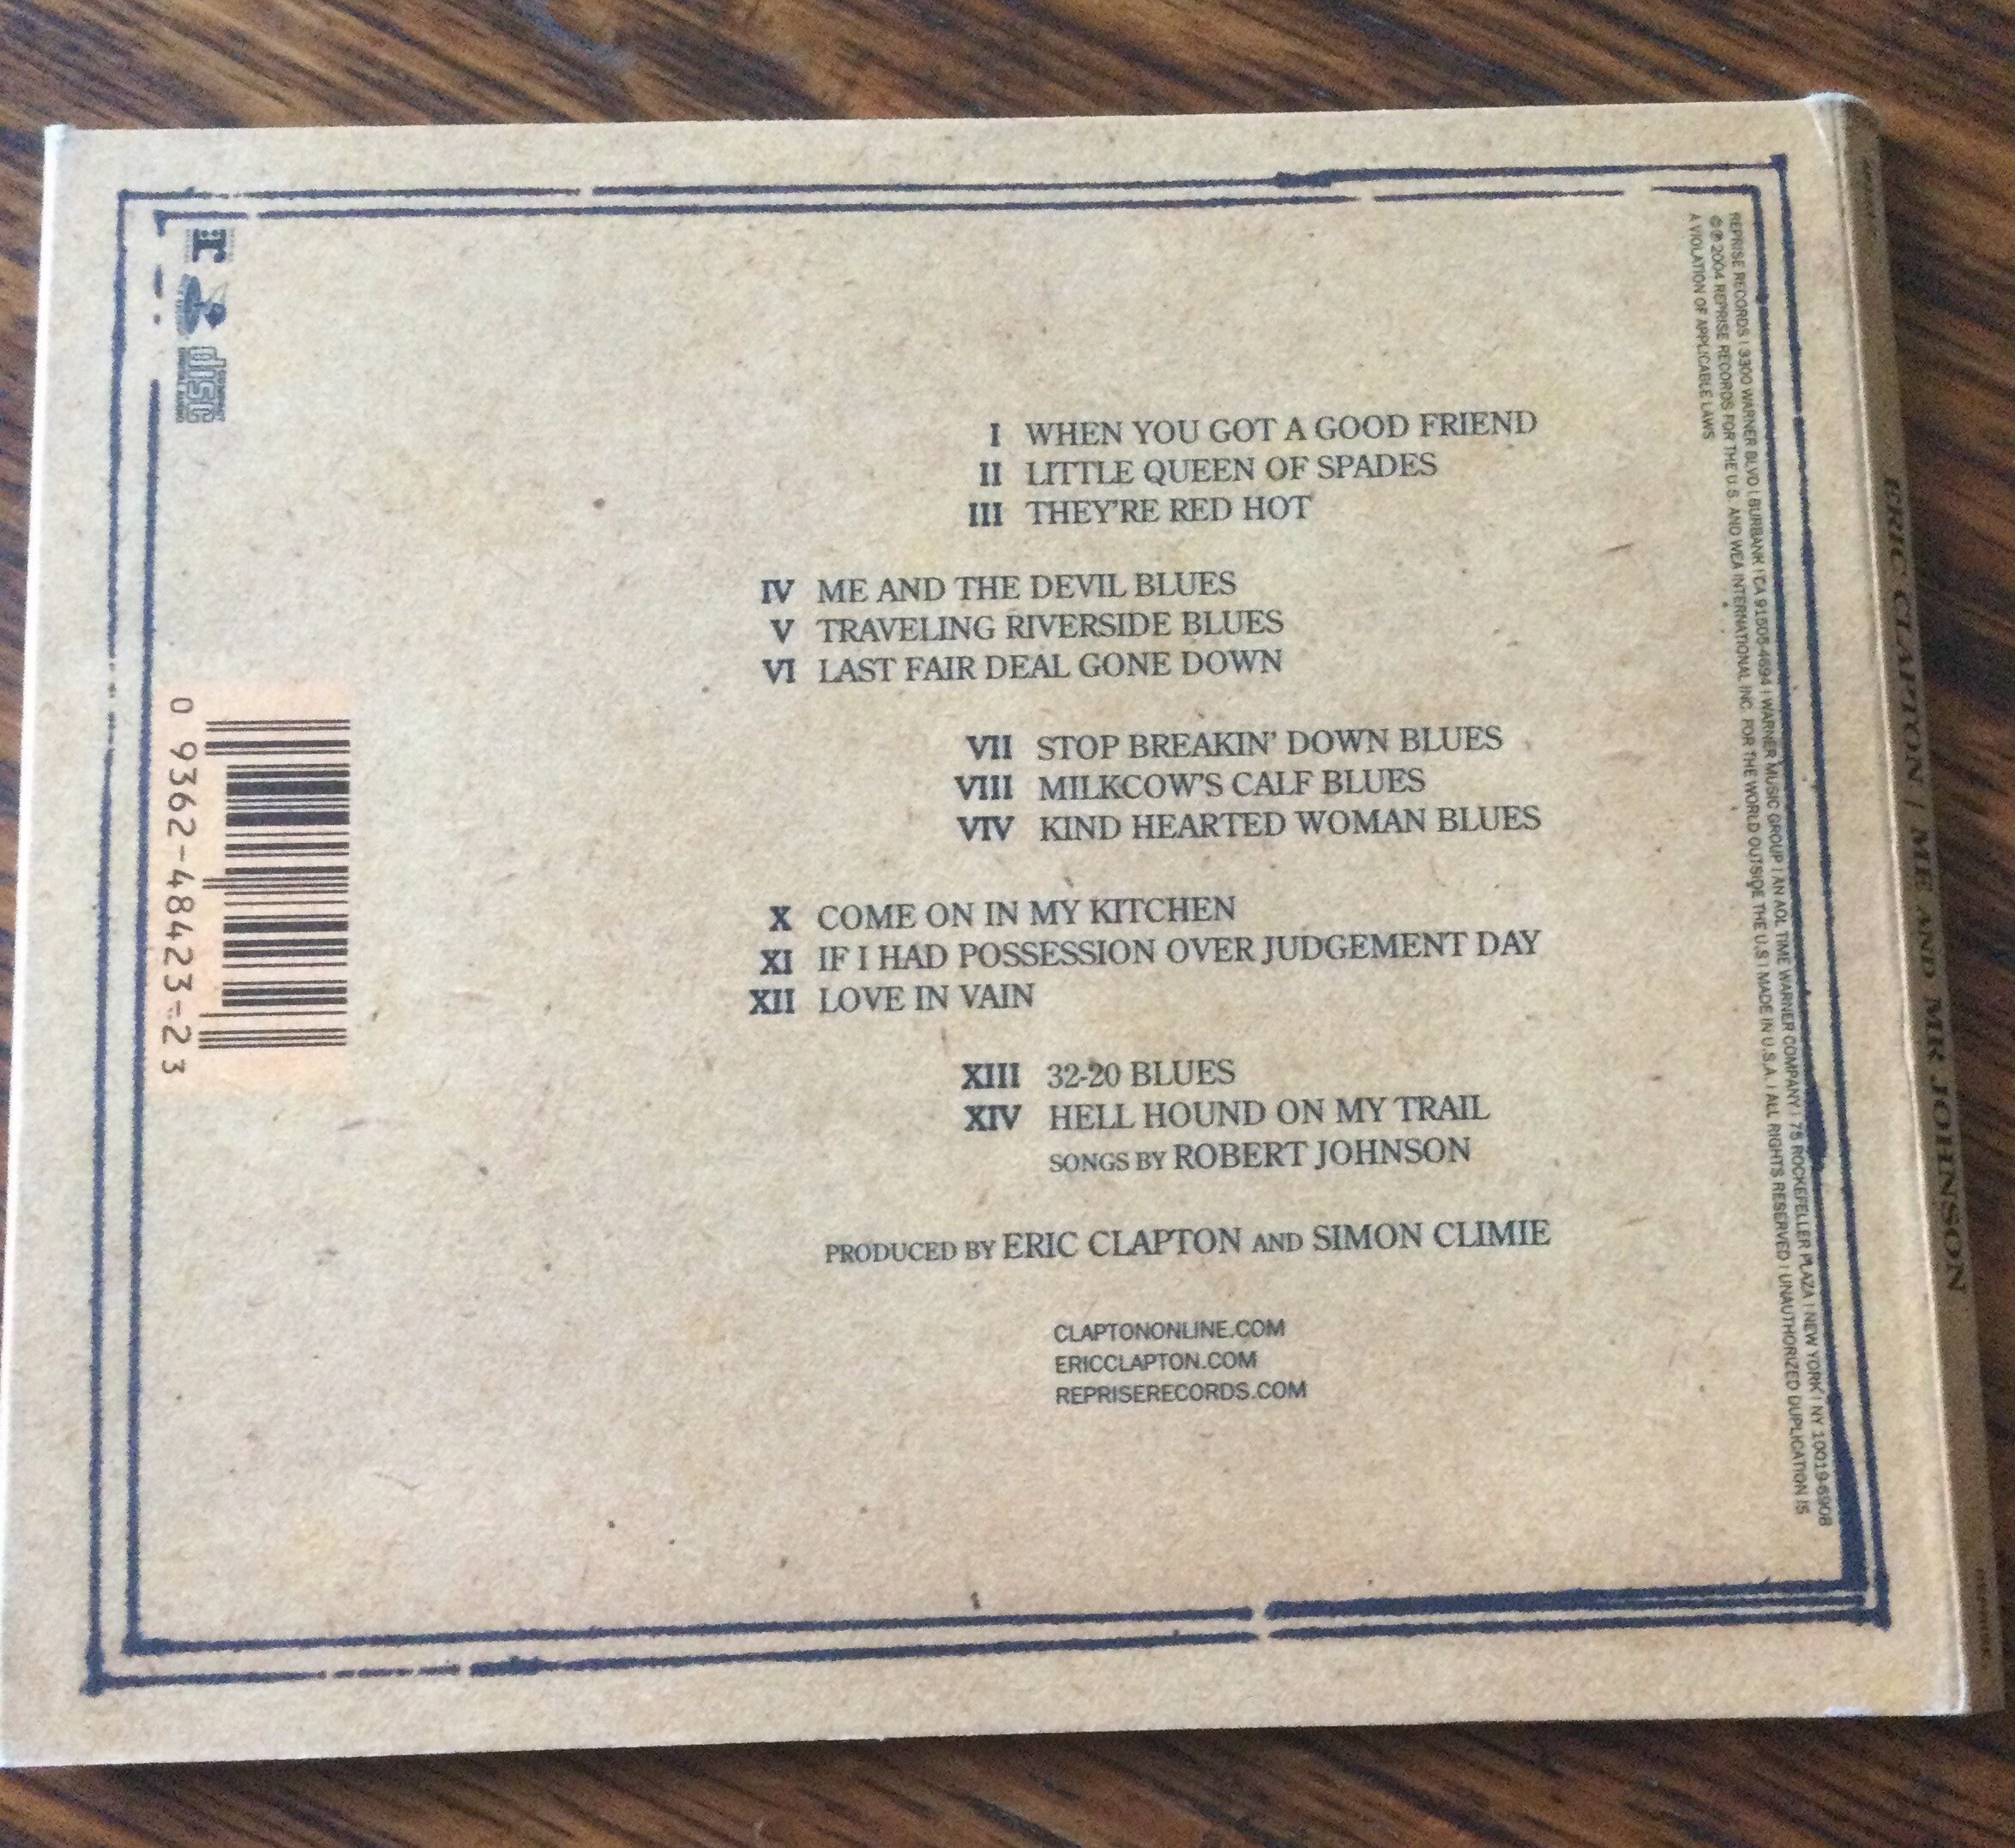 I WHEN YOU GOT A GOOD FRIEND
II LITTLE QUEEN OF SPADES
III THEY'RE RED HOT
IV ME AND THE DEVIL BLUES
V TRAVELING RIVERSIDE BLUES
VI LAST FAIR DEAL GONE DOWN
VII STOP BREAKIN' DOWN BLUES
VIII MILKCOW'S CALF BLUES
VIV KIND HEARTED WOMAN BLUES
X COME ON IN MY KITCHEN
XI IF I HAD POSSESSION OVER JUDGEMENT DAY
XII LOVE IN VAIN
XIII 32-20 BLUES
XIV HELL HOUND ON MY TRAIL
SONGS BY ROBERT JOHNSON
PRODUCED BY ERIC CLAPTON AND SIMON CLIMIE
CLAPTONONLINE.COM
ERICCLAPTON.COM
REPRISERECORDS.COM
disc
0 9362-48423-2 3
REPRISE RECORDS | 3300 WARNER BLVD | BURBANK | CA 91505-4694 | WARNER MUSIC GROUP | AN AOL TIME WARNER COMPANY | 75 ROCKEFELLER PLAZA | NEW YORK | NY 10019-6908
©℗ 2004 REPRISE RECORDS FOR THE U.S. AND WEA INTERNATIONAL INC. FOR THE WORLD OUTSIDE THE U.S | MADE IN U.S.A. | ALL RIGHTS RESERVED | UNAUTHORIZED DUPLICATION IS
A VIOLATION OF APPLICABLE LAWS
ERIC CLAPTON | ME AND MR JOHNSON